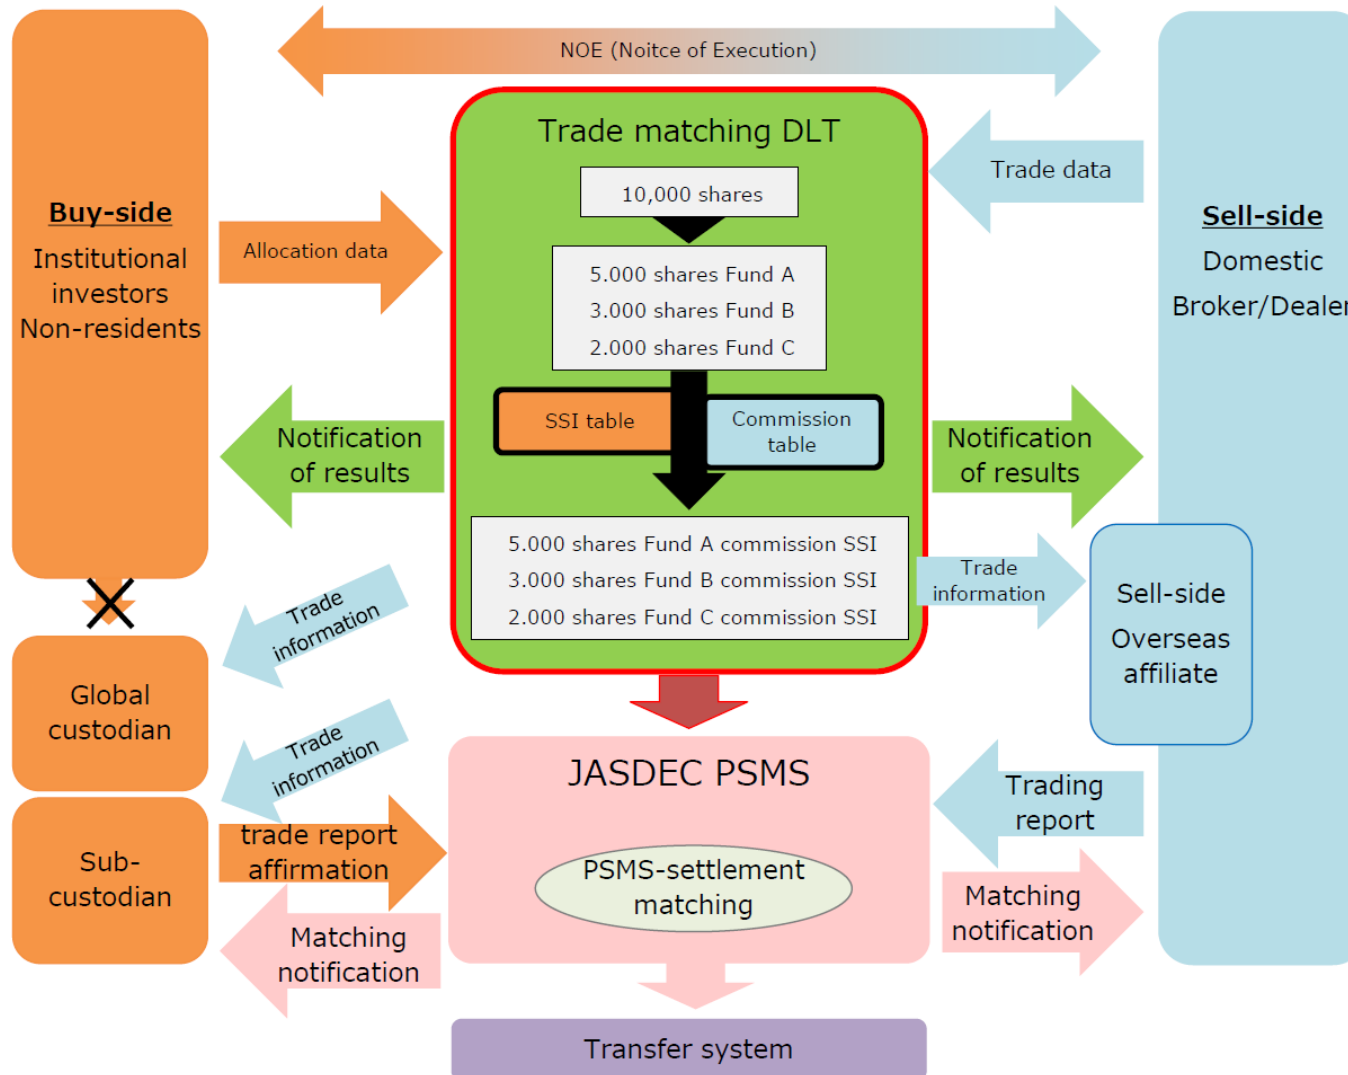 NOE (Noitce of Execution)
Trade matching DLT
10,000 shares
5.000 shares Fund A
3.000 shares Fund B
2.000 shares Fund C
SSI table
Commission
table
5.000 shares Fund A commission SSI
3.000 shares Fund B commission SSI
2.000 shares Fund C commission SSI
Buy-side
Institutional
investors
Non-residents
Allocation data
Trade data
Sell-side
Domestic
Broker/Dealer
Notification
of results
Notification
of results
Trade
information
Trade
information
Sell-side
Overseas
affiliate
Global
custodian
Trade
information
Sub-
custodian
trade report
affirmation
Matching
notification
JASDEC PSMS
PSMS-settlement
matching
Trading
report
Matching
notification
Transfer system